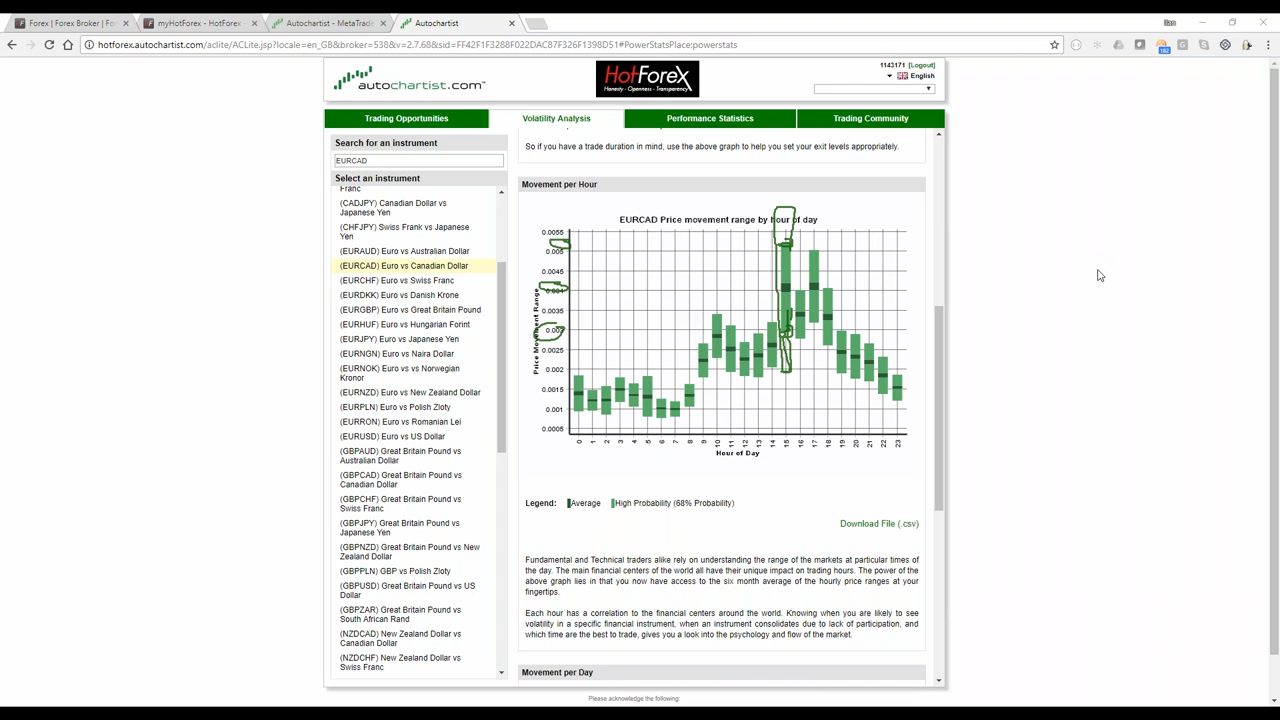 Forex | Forex Broker | Fo
myHotForex - HotForex
Autochartist - MetaTrade
Autochartist
Ilan
hotforex.autochartist.com/aclite/ACLite.jsp?locale=en_GB&broker=538&v=2.7.68&sid=FF42F1F3288F022DAC87F326F1398D51#PowerStatsPlace:powerstats
182
autochartist.com™
HotForex
Honesty - Openness - Transparency
1143171 [Logout]
English
Trading Opportunities
Volatility Analysis
Performance Statistics
Trading Community
Search for an instrument
EURCAD
Select an instrument
Franc
(CADJPY) Canadian Dollar vs
Japanese Yen
(CHFJPY) Swiss Frank vs Japanese
Yen
(EURAUD) Euro vs Australian Dollar
(EURCAD) Euro vs Canadian Dollar
(EURCHF) Euro vs Swiss Franc
(EURDKK) Euro vs Danish Krone
(EURGBP) Euro vs Great Britain Pound
(EURHUF) Euro vs Hungarian Forint
(EURJPY) Euro vs Japanese Yen
(EURNGN) Euro vs Naira Dollar
(EURNOK) Euro vs vs Norwegian
Kronor
(EURNZD) Euro vs New Zealand Dollar
(EURPLN) Euro vs Polish Zloty
(EURRON) Euro vs Romanian Lei
(EURUSD) Euro vs US Dollar
(GBPAUD) Great Britain Pound vs
Australian Dollar
(GBPCAD) Great Britain Pound vs
Canadian Dollar
(GBPCHF) Great Britain Pound vs
Swiss Franc
(GBPJPY) Great Britain Pound vs
Japanese Yen
(GBPNZD) Great Britain Pound vs New
Zealand Dollar
(GBPPLN) GBP vs Polish Zloty
(GBPUSD) Great Britain Pound vs US
Dollar
(GBPZAR) Great Britain Pound vs
South African Rand
(NZDCAD) New Zealand Dollar vs
Canadian Dollar
(NZDCHF) New Zealand Dollar vs
Swiss Franc
So if you have a trade duration in mind, use the above graph to help you set your exit levels appropriately.
Movement per Hour
EURCAD Price movement range by hour of day
Price Movement Range
0.0055
0.005
0.0045
0.004
0.003
0.0025
0.002
0.0015
0.001
0.0005
0 1 2 3 4 5 6 7 8 9 10 11 12 13 14 15 16 17 18 19 20 21 22 23
Hour of Day
Legend: Average High Probability (68% Probability)
Download File (.csv)
Fundamental and Technical traders alike rely on understanding the range of the markets at particular times of
the day. The main financial centers of the world all have their unique impact on trading hours. The power of the
above graph lies in that you now have access to the six month average of the hourly price ranges at your
fingertips.
Each hour has a correlation to the financial centers around the world. Knowing when you are likely to see
volatility in a specific financial instrument, when an instrument consolidates due to lack of participation, and
which time are the best to trade, gives you a look into the psychology and flow of the market.
Movement per Day
Please acknowledge the following: